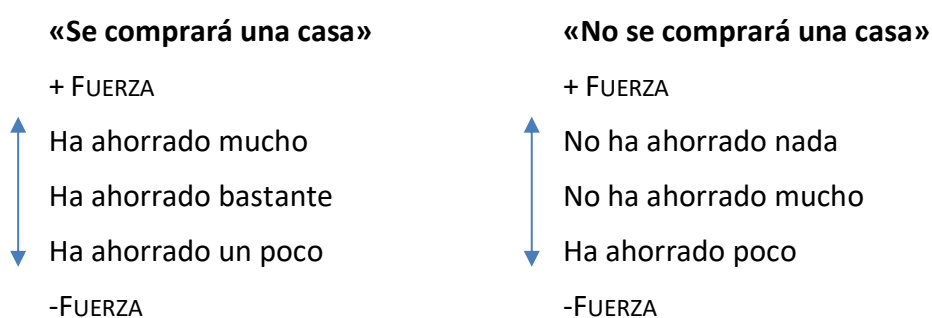 «Se comprará una casa»
+ FUERZA
Ha ahorrado mucho
Ha ahorrado bastante
Ha ahorrado un poco
-FUERZA
«No se comprará una casa»
+ FUERZA
No ha ahorrado nada
No ha ahorrado mucho
Ha ahorrado poco
-FUERZA